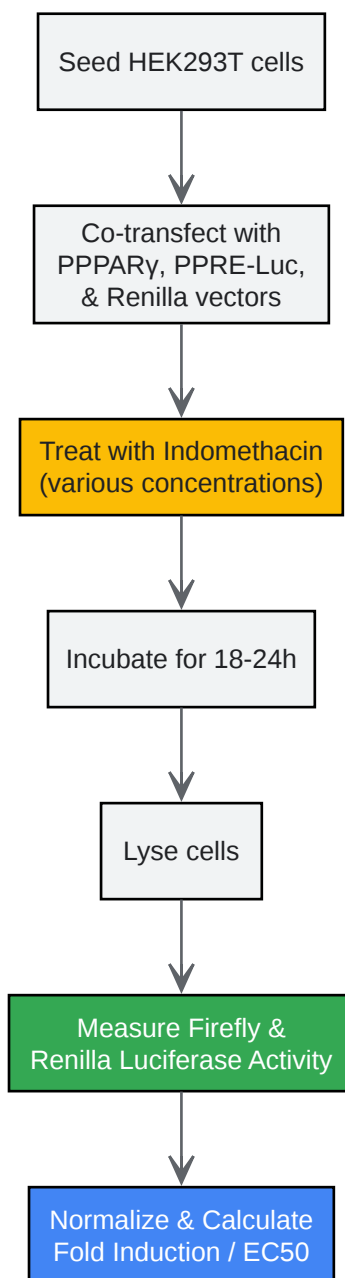 Seed HEK293T cells
Co-transfect with
PPPARγ, PPRE-Luc,
& Renilla vectors
Treat with Indomethacin
(various concentrations)
Incubate for 18-24h
Lyse cells
Measure Firefly &
Renilla Luciferase Activity
Normalize & Calculate
Fold Induction / EC50